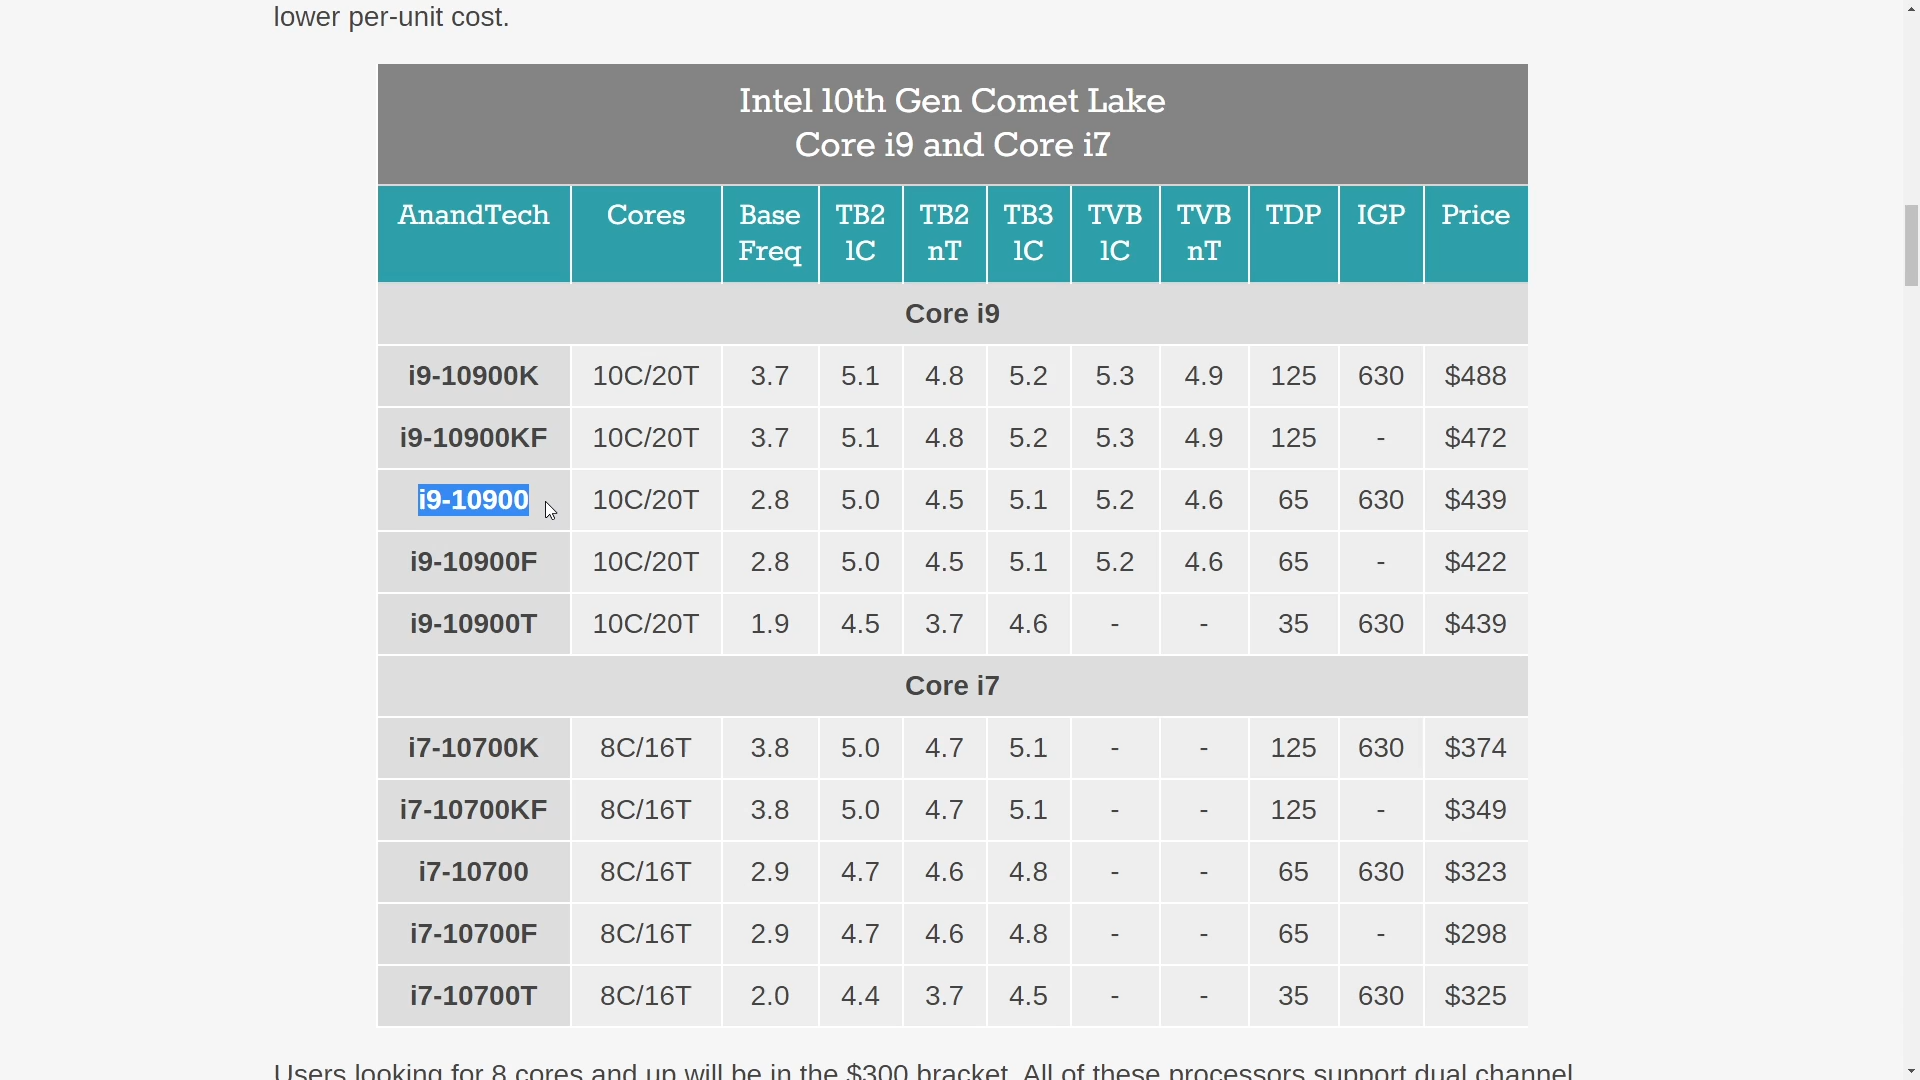 lower per-unit cost.
Intel 10th Gen Comet Lake
Core i9 and Core i7
AnandTech Cores Base Freq TB2 1C TB2 nT TB3 1C TVB 1C TVB nT TDP IGP Price
Core i9
i9-10900K 10C/20T 3.7 5.1 4.8 5.2 5.3 4.9 125 630 $488
i9-10900KF 10C/20T 3.7 5.1 4.8 5.2 5.3 4.9 125 - $472
i9-10900 10C/20T 2.8 5.0 4.5 5.1 5.2 4.6 65 630 $439
i9-10900F 10C/20T 2.8 5.0 4.5 5.1 5.2 4.6 65 - $422
i9-10900T 10C/20T 1.9 4.5 3.7 4.6 - - 35 630 $439
Core i7
i7-10700K 8C/16T 3.8 5.0 4.7 5.1 - - 125 630 $374
i7-10700KF 8C/16T 3.8 5.0 4.7 5.1 - - 125 - $349
i7-10700 8C/16T 2.9 4.7 4.6 4.8 - - 65 630 $323
i7-10700F 8C/16T 2.9 4.7 4.6 4.8 - - 65 - $298
i7-10700T 8C/16T 2.0 4.4 3.7 4.5 - - 35 630 $325
Users looking for 8 cores and up will be in the $300 bracket. All of these processors support dual channel